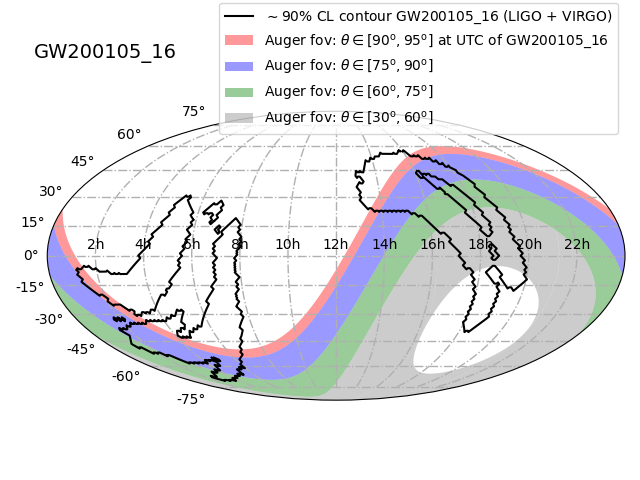 ~90% CL contour GW200105_16 (LIGO + VIRGO)
Auger fov: θ∈[90°, 95°] at UTC of GW200105_16
Auger fov: θ∈[75°, 90°]
Auger fov: θ∈[60°, 75°]
Auger fov: θ∈[30°, 60°]
GW200105_16
75°
60°
45°
30°
15°
2h 4h 6h 8h 10h 12h 14h 16h 18h 20h 22h
0°
-15°
-30°
-45°
-60°
-75°